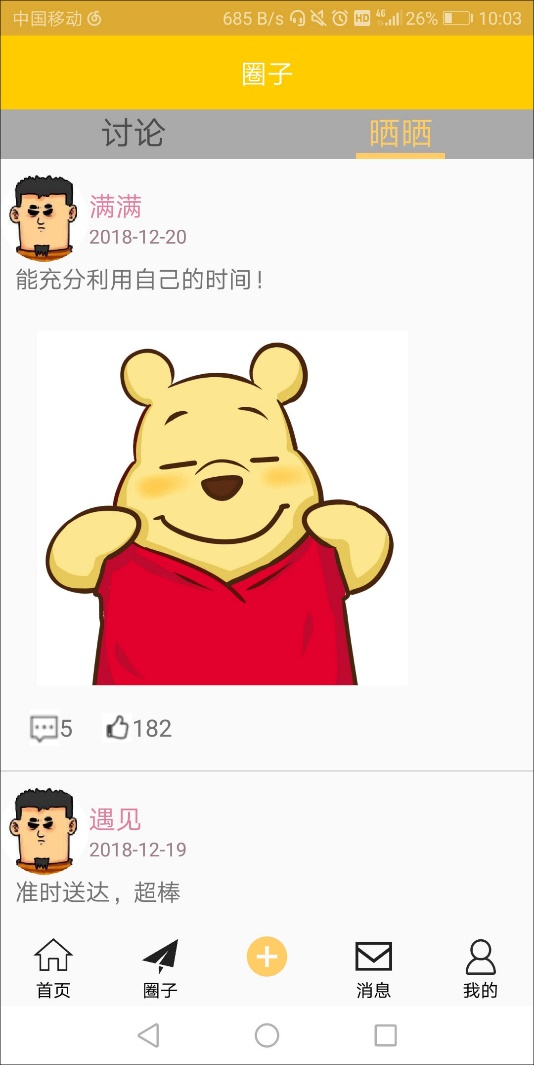 中国移动 685 B/s HD 4G 26% 10:03
圈子
讨论 晒晒
满满
2018-12-20
能充分利用自己的时间！
5 182
遇见
2018-12-19
准时送达，超棒
首页 圈子 消息 我的